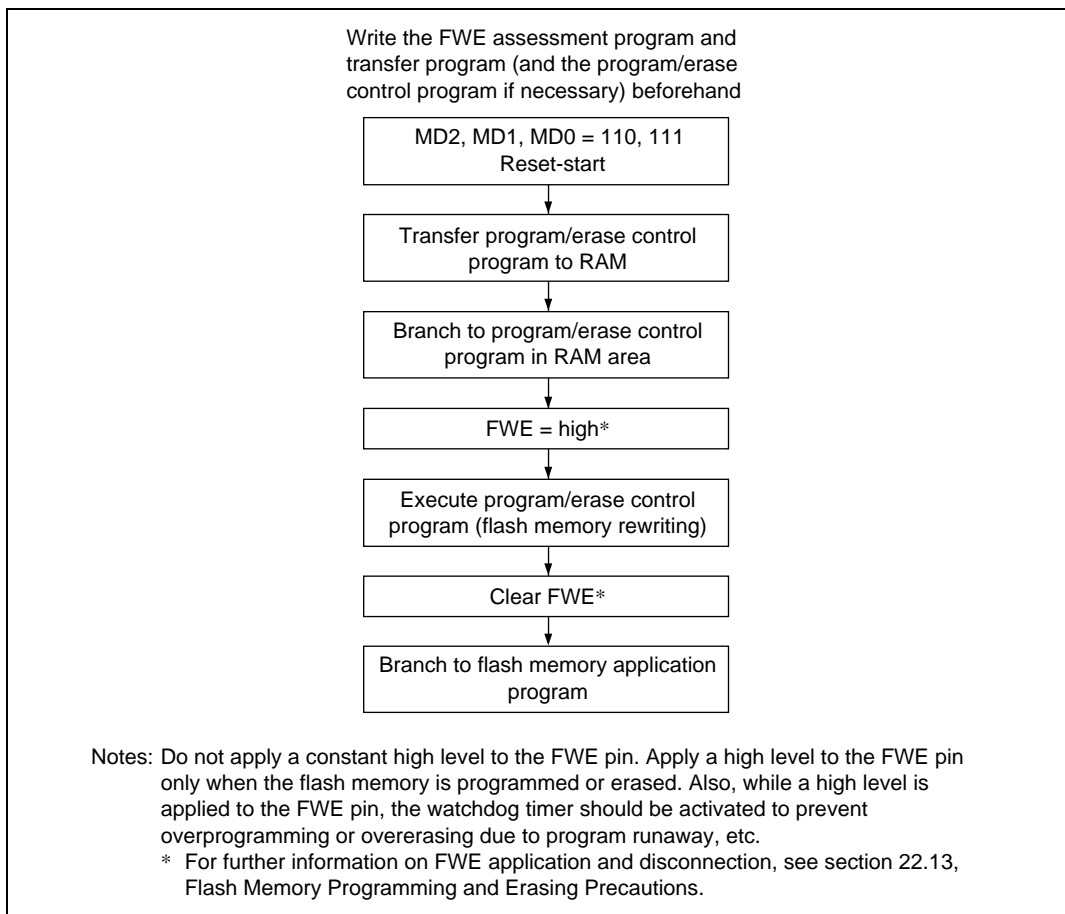 Write the FWE assessment program and
transfer program (and the program/erase
control program if necessary) beforehand
MD2, MD1, MD0 = 110, 111
Reset-start
Transfer program/erase control
program to RAM
Branch to program/erase control
program in RAM area
FWE = high*
Execute program/erase control
program (flash memory rewriting)
Clear FWE*
Branch to flash memory application
program
Notes: Do not apply a constant high level to the FWE pin. Apply a high level to the FWE pin
only when the flash memory is programmed or erased. Also, while a high level is
applied to the FWE pin, the watchdog timer should be activated to prevent
overprogramming or overerasing due to program runaway, etc.
* For further information on FWE application and disconnection, see section 22.13,
Flash Memory Programming and Erasing Precautions.